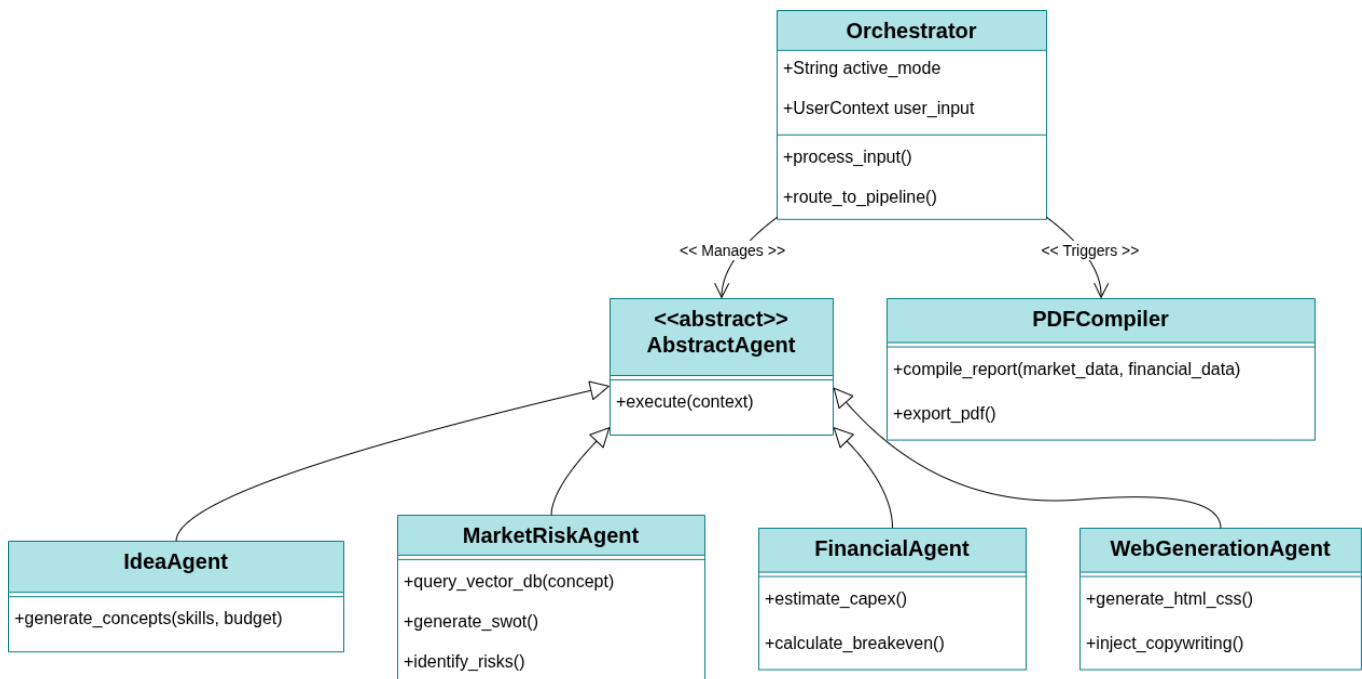 Orchestrator
+String active_mode
+UserContext user_input
+process_input()
+route_to_pipeline()
<< Manages >>
<< Triggers >>
<<abstract>>
AbstractAgent
+execute(context)
PDFCompiler
+compile_report(market_data, financial_data)
+export_pdf()
IdeaAgent
+generate_concepts(skills, budget)
MarketRiskAgent
+query_vector_db(concept)
+generate_swot()
+identify_risks()
FinancialAgent
+estimate_capex()
+calculate_breakeven()
WebGenerationAgent
+generate_html_css()
+inject_copywriting()